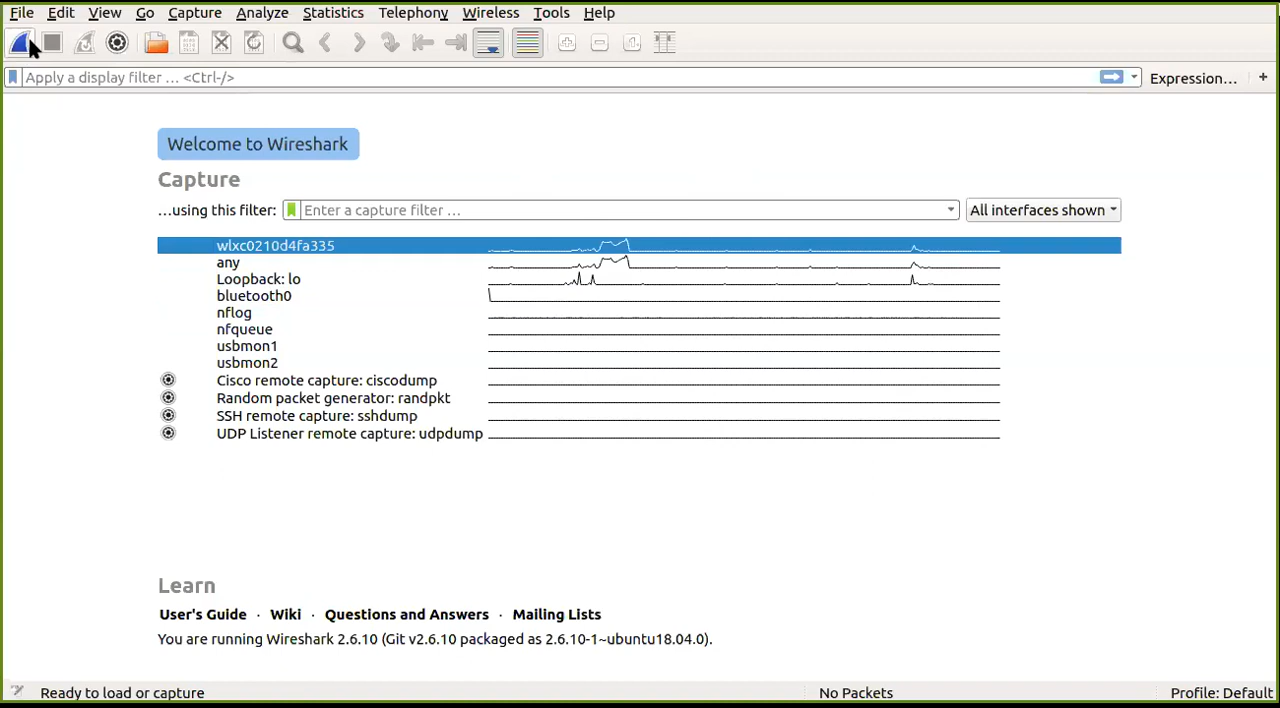 File Edit View Go Capture Analyze Statistics Telephony Wireless Tools Help
Apply a display filter … <Ctrl-/> Expression… +
Welcome to Wireshark
Capture
…using this filter: Enter a capture filter … All interfaces shown
wlxc0210d4fa335
any
Loopback: lo
bluetooth0
nflog
nfqueue
usbmon1
usbmon2
Cisco remote capture: ciscodump
Random packet generator: randpkt
SSH remote capture: sshdump
UDP Listener remote capture: udpdump
Learn
User's Guide · Wiki · Questions and Answers · Mailing Lists
You are running Wireshark 2.6.10 (Git v2.6.10 packaged as 2.6.10-1~ubuntu18.04.0).
Ready to load or capture No Packets Profile: Default